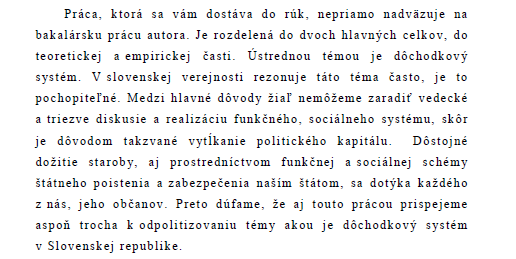 Práca, ktorá sa vám dostáva do rúk, nepriamo nadväzuje na
bakalársku prácu autora. Je rozdelená do dvoch hlavných celkov, do
teoretickej a empirickej časti. Ústrednou témou je dôchodkový
systém. V slovenskej verejnosti rezonuje táto téma často, je to
pochopiteľné. Medzi hlavné dôvody žiaľ nemôžeme zaradiť vedecké
a triezve diskusie a realizáciu funkčného, sociálneho systému, skôr
je dôvodom takzvané vytĺkanie politického kapitálu. Dôstojné
dožitie staroby, aj prostredníctvom funkčnej a sociálnej schémy
štátneho poistenia a zabezpečenia naším štátom, sa dotýka každého
z nás, jeho občanov. Preto dúfame, že aj touto prácou prispejeme
aspoň trocha k odpolitizovaniu témy akou je dôchodkový systém
v Slovenskej republike.